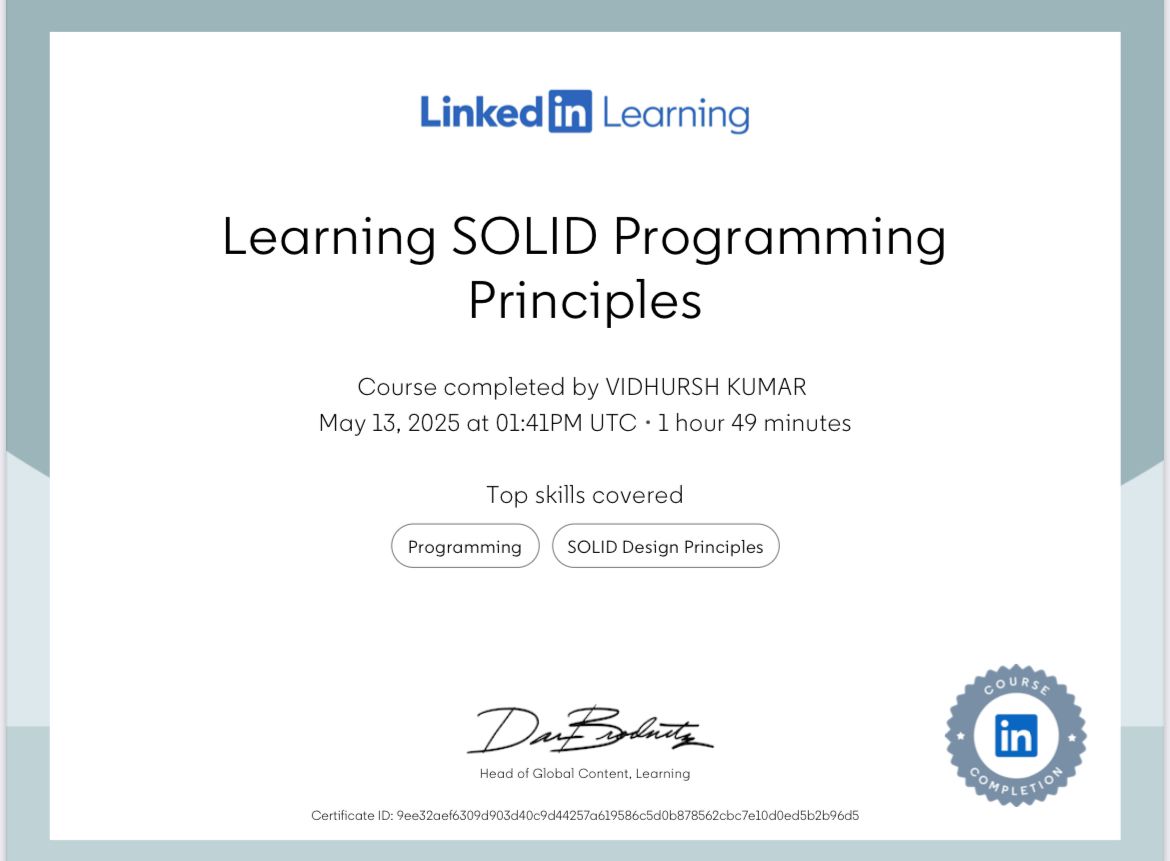 Linked in Learning
Learning SOLID Programming
Principles
Course completed by VIDHURSH KUMAR
May 13, 2025 at 01:41PM UTC • 1 hour 49 minutes
Top skills covered
Programming SOLID Design Principles
Head of Global Content, Learning
Certificate ID: 9ee32aef6309d903d40c9d44257a619586c5d0b878562cbc7e10d0ed5b2b96d5
COURSE
in
COMPLETION